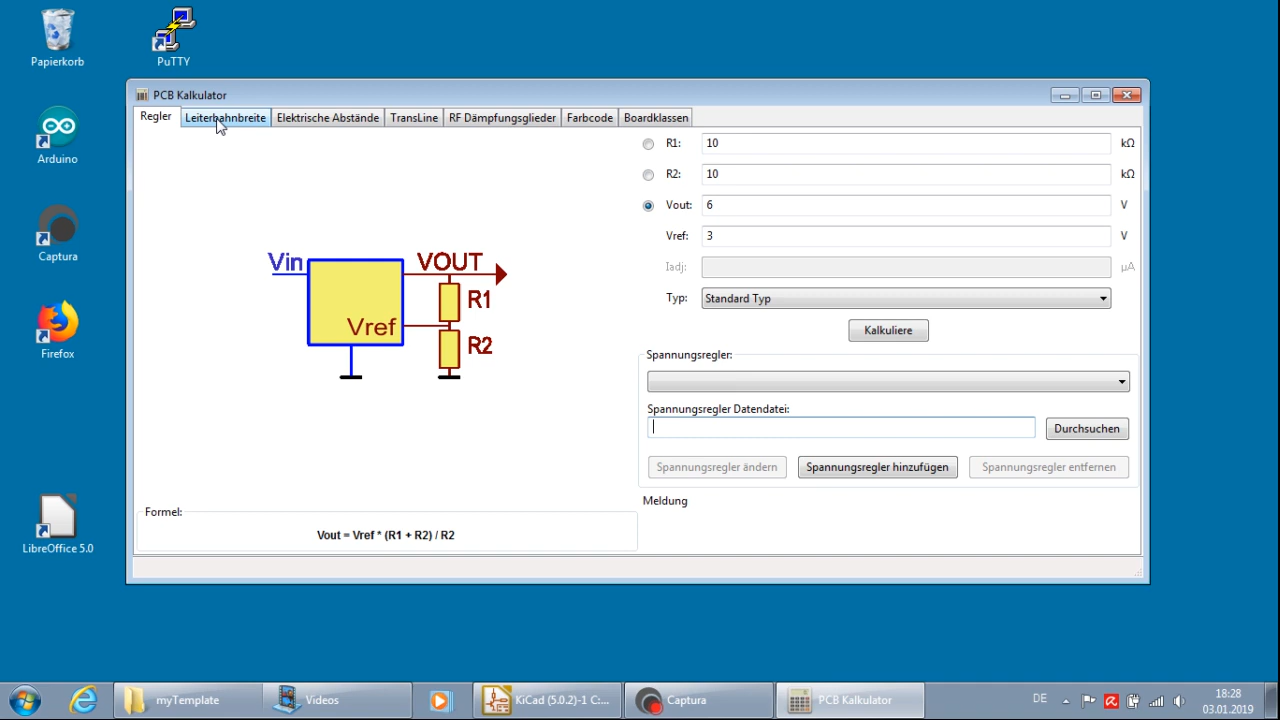 Papierkorb
PuTTY
Arduino
Captura
Firefox
LibreOffice 5.0
PCB Kalkulator
Regler
Leiterbahnbreite
Elektrische Abstände
TransLine
RF Dämpfungsglieder
Farbcode
Boardklassen
Vin
VOUT
Vref
R1
R2
Formel:
Vout = Vref * (R1 + R2) / R2
R1: 10 kΩ
R2: 10 kΩ
Vout: 6 V
Vref: 3 V
Iadj: µA
Typ: Standard Typ
Kalkuliere
Spannungsregler:
Spannungsregler Datendatei:
Durchsuchen
Spannungsregler ändern
Spannungsregler hinzufügen
Spannungsregler entfernen
Meldung
myTemplate
Videos
KiCad (5.0.2)-1 C:...
Captura
PCB Kalkulator
DE
18:28
03.01.2019